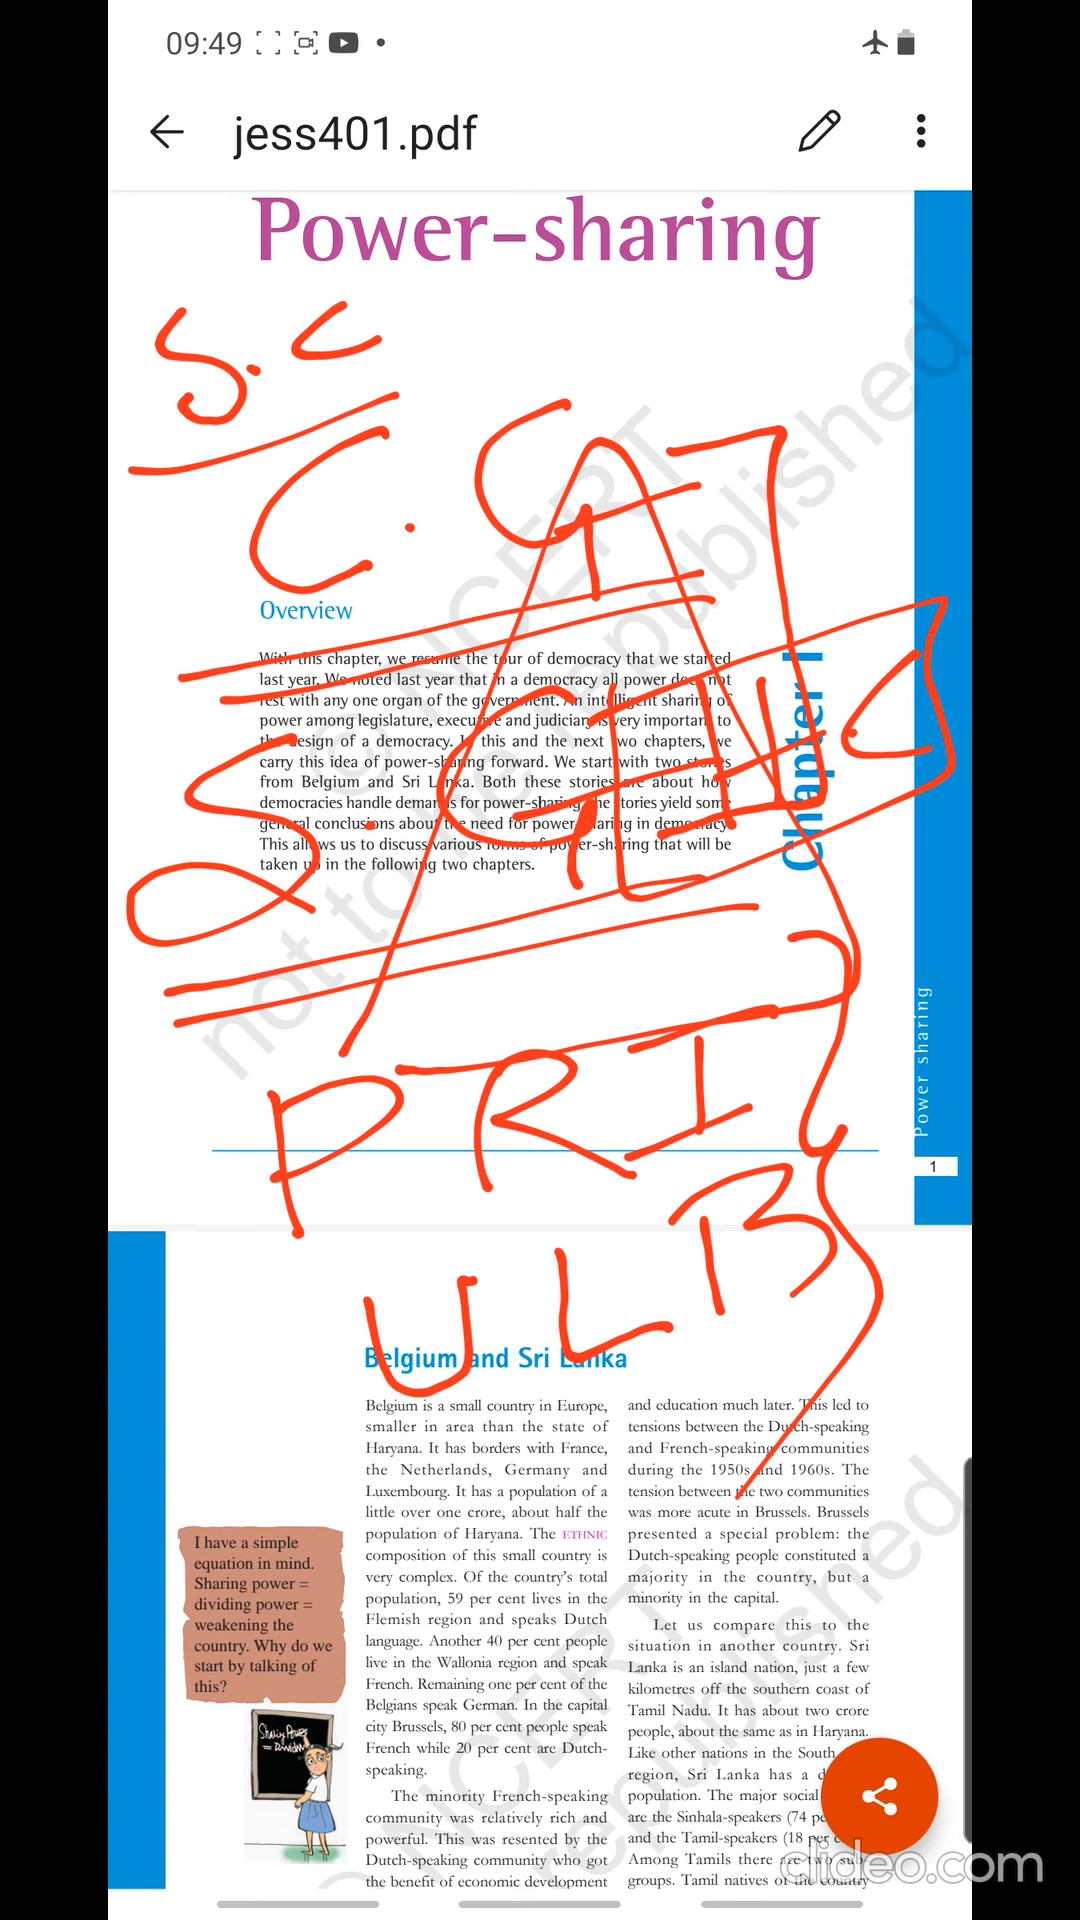 09:49
jess401.pdf
Power-sharing
S.C
C. G
Overview
With this chapter, we resume the tour of democracy that we started
last year. We noted last year that in a democracy all power does not
rest with any one organ of the government. An intelligent sharing of
power among legislature, executive and judiciary is very important to
the design of a democracy. In this and the next two chapters, we
carry this idea of power-sharing forward. We start with two stories
from Belgium and Sri Lanka. Both these stories are about how
democracies handle demands for power-sharing. The stories yield some
general conclusions about the need for power-sharing in democracy.
This allows us to discuss various forms of power-sharing that will be
taken up in the following two chapters.
Chapter I
S. G
H.C
PRI
ULB
Power sharing
1
Belgium and Sri Lanka
Belgium is a small country in Europe,
smaller in area than the state of
Haryana. It has borders with France,
the Netherlands, Germany and
Luxembourg. It has a population of a
little over one crore, about half the
population of Haryana. The ETHNIC
composition of this small country is
very complex. Of the country's total
population, 59 per cent lives in the
Flemish region and speaks Dutch
language. Another 40 per cent people
live in the Wallonia region and speak
French. Remaining one per cent of the
Belgians speak German. In the capital
city Brussels, 80 per cent people speak
French while 20 per cent are Dutch-
speaking.
The minority French-speaking
community was relatively rich and
powerful. This was resented by the
Dutch-speaking community who got
the benefit of economic development
and education much later. This led to
tensions between the Dutch-speaking
and French-speaking communities
during the 1950s and 1960s. The
tension between the two communities
was more acute in Brussels. Brussels
presented a special problem: the
Dutch-speaking people constituted a
majority in the country, but a
minority in the capital.
Let us compare this to the
situation in another country. Sri
Lanka is an island nation, just a few
kilometres off the southern coast of
Tamil Nadu. It has about two crore
people, about the same as in Haryana.
Like other nations in the South
region, Sri Lanka has a
population. The major social
are the Sinhala-speakers (74
and the Tamil-speakers (18 per
Among Tamils there are two sub-
groups. Tamil natives of the country
I have a simple
equation in mind.
Sharing power =
dividing power =
weakening the
country. Why do we
start by talking of
this?
Sharing Power
© NCERT
not to be republished
© NCERT
republished
clideo.com